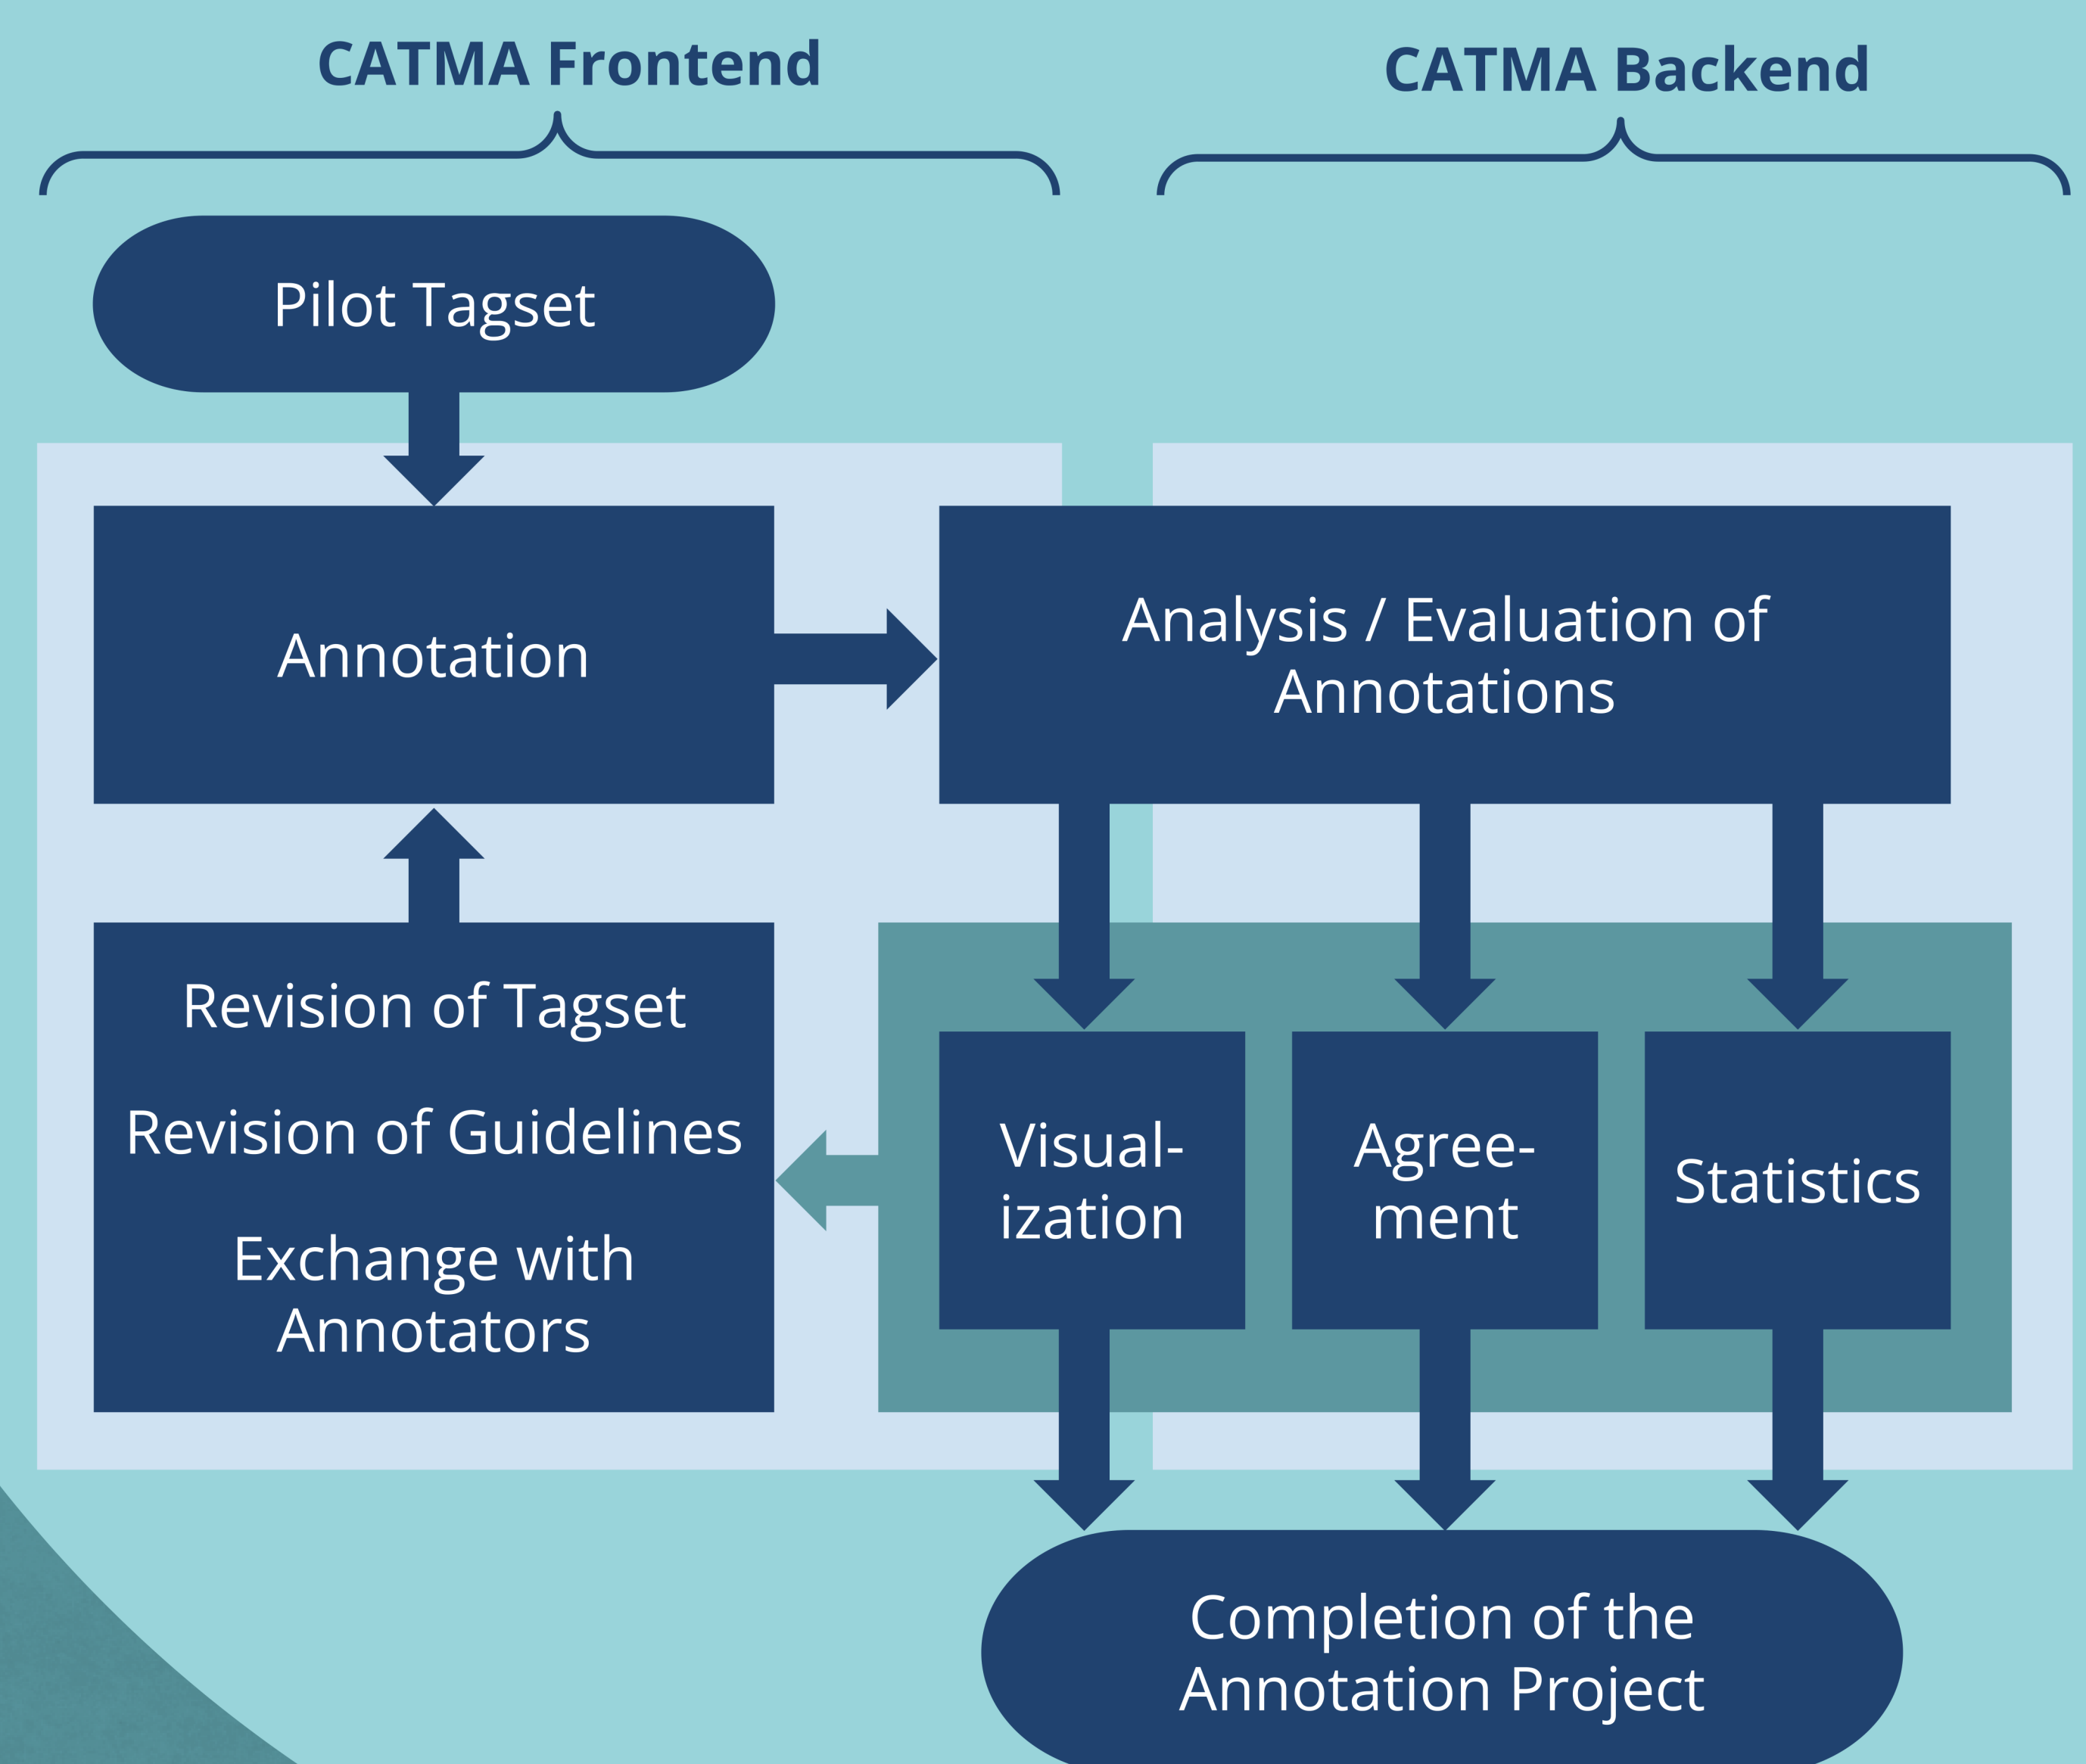 CATMA Frontend
CATMA Backend
Pilot Tagset
Annotation
Analysis / Evaluation of
Annotations
Revision of Tagset
Revision of Guidelines
Exchange with
Annotators
Visual-
ization
Agree-
ment
Statistics
Completion of the
Annotation Project